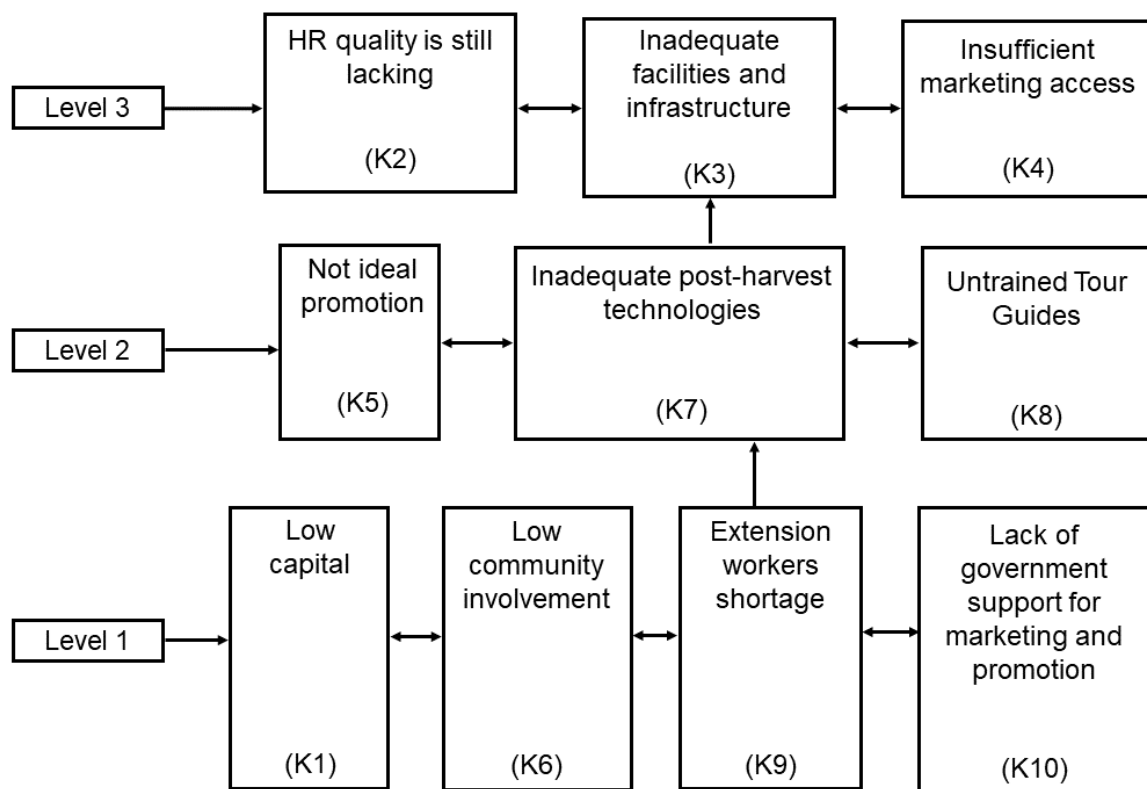 Level 3
HR quality is still
lacking
(K2)
Inadequate
facilities and
infrastructure
(K3)
Insufficient
marketing access
(K4)
Level 2
Not ideal
promotion
(K5)
Inadequate post-harvest
technologies
(K7)
Untrained Tour
Guides
(K8)
Level 1
Low
capital
(K1)
Low
community
involvement
(K6)
Extension
workers
shortage
(K9)
Lack of
government
support for
marketing and
promotion
(K10)